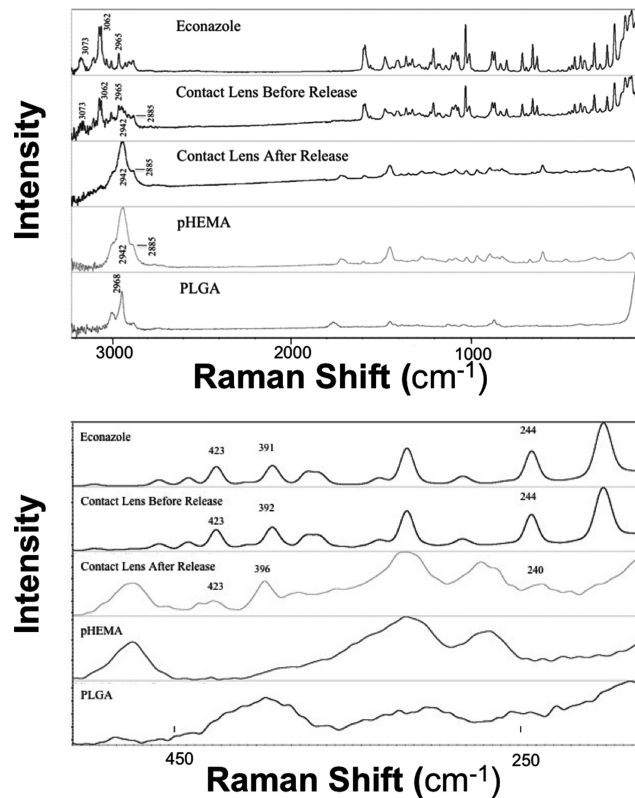 Econazole
3073
3062
2965
Contact Lens Before Release
3073
3062
2965
2942
2885
Contact Lens After Release
2942
2885
pHEMA
2942
2885
PLGA
2968
Intensity
3000
2000
1000
Raman Shift (cm-1)
Econazole
423
391
244
Contact Lens Before Release
423
392
244
Contact Lens After Release
423
396
240
pHEMA
PLGA
Intensity
450
250
Raman Shift (cm-1)